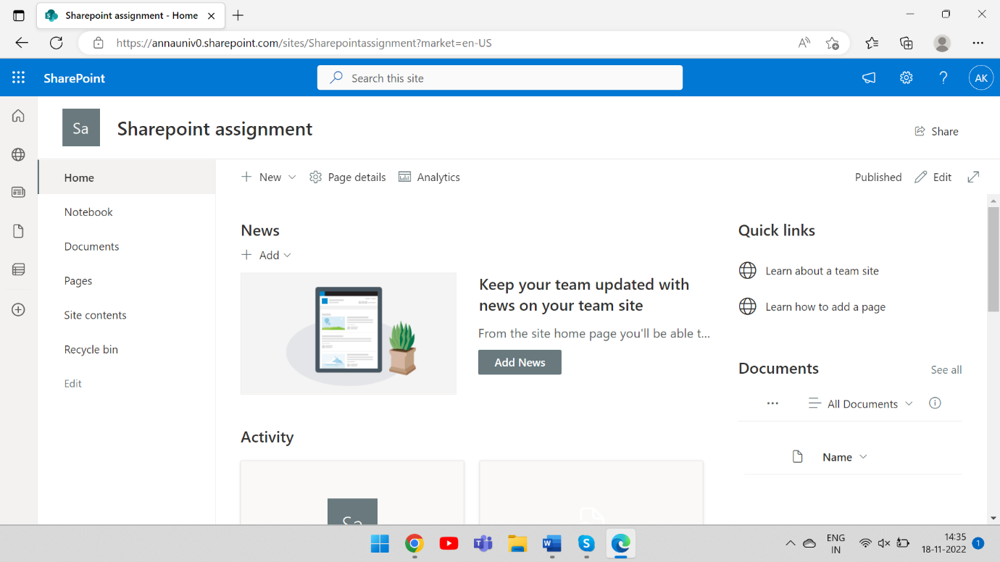 Sharepoint assignment - Home
https://annauniv0.sharepoint.com/sites/Sharepointassignment?market=en-US
SharePoint
Search this site
AK
Sa
Sharepoint assignment
Share
Home
Notebook
Documents
Pages
Site contents
Recycle bin
Edit
New
Page details
Analytics
Published
Edit
News
Add
Keep your team updated with
news on your team site
From the site home page you'll be able t...
Add News
Activity
Sa
Quick links
Learn about a team site
Learn how to add a page
Documents
See all
All Documents
Name
ENG
IN
14:35
18-11-2022
1